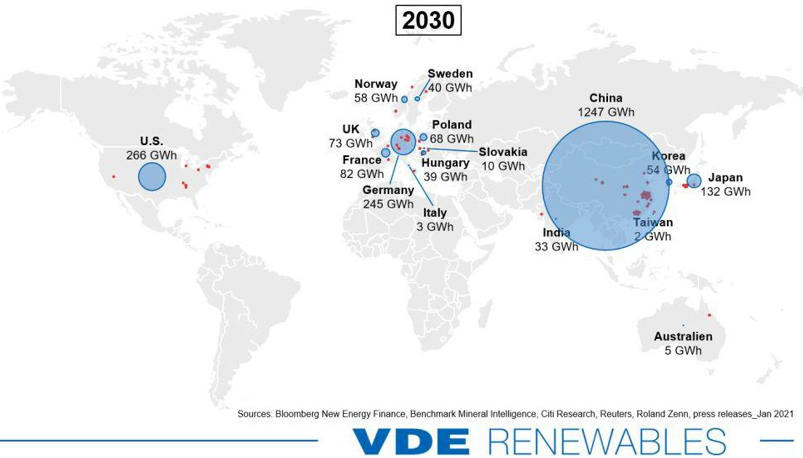 2030
Norway
58 GWh
Sweden
40 GWh
China
1247 GWh
U.S.
266 GWh
UK
73 GWh
Poland
68 GWh
France
82 GWh
Hungary
39 GWh
Slovakia
10 GWh
Korea
54 GWh
Japan
132 GWh
Germany
245 GWh
Italy
3 GWh
India
33 GWh
Taiwan
2 GWh
Australien
5 GWh
Sources: Bloomberg New Energy Finance, Benchmark Mineral Intelligence, Citi Research, Reuters, Roland Zenn, press releases_Jan 2021
VDE RENEWABLES